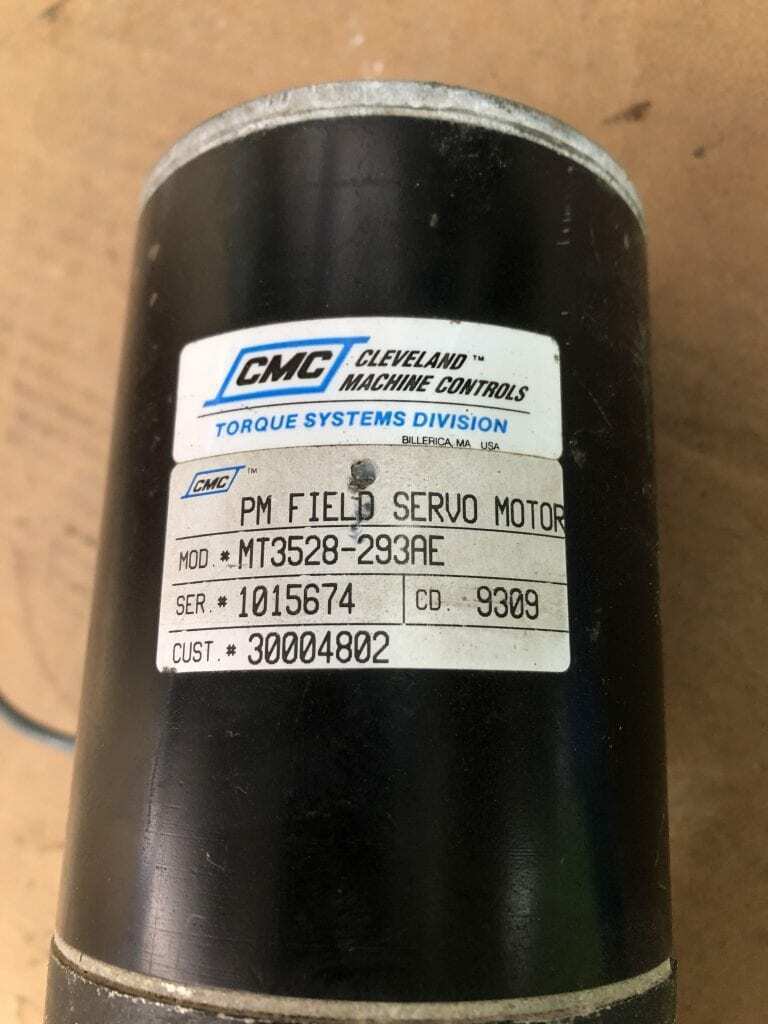 CMC CLEVELAND™
MACHINE CONTROLS
TORQUE SYSTEMS DIVISION
BILLERICA, MA USA
CMC™
PM FIELD SERVO MOTOR
MOD.# MT3528-293AE
SER.# 1015674 CD. 9309
CUST.# 30004802